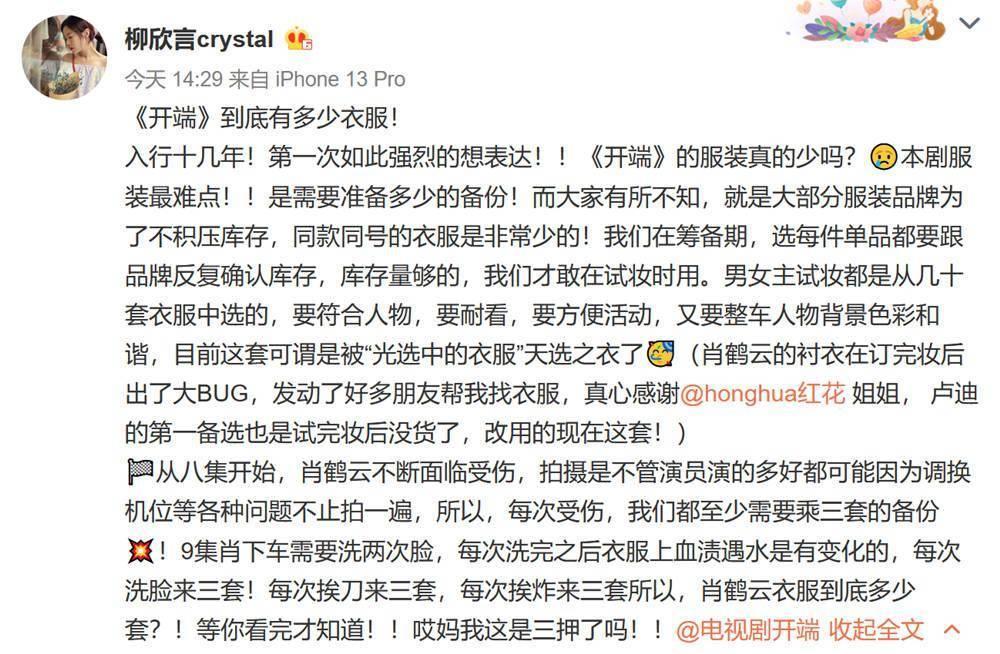 柳欣言crystal
今天 14:29 来自 iPhone 13 Pro
《开端》到底有多少衣服！
入行十几年！第一次如此强烈的想表达！！《开端》的服装真的少吗？😢本剧服
装最难点！！是需要准备多少的备份！而大家有所不知，就是大部分服装品牌为
了不积压库存，同款同号的衣服是非常少的！我们在筹备期，选每件单品都要跟
品牌反复确认库存，库存量够的，我们才敢在试妆时用。男女主试妆都是从几十
套衣服中选的，要符合人物，要耐看，要方便活动，又要整车人物背景色彩和
谐，目前这套可谓是被“光选中的衣服”天选之衣了🥳（肖鹤云的衬衣在订完妆后
出了大BUG，发动了好多朋友帮我找衣服，真心感谢@honghua红花 姐姐， 卢迪
的第一备选也是试完妆后没货了，改用的现在这套！）
🏁从八集开始，肖鹤云不断面临受伤，拍摄是不管演员演的多好都可能因为调换
机位等各种问题不止拍一遍，所以，每次受伤，我们都至少需要乘三套的备份
💥！9集肖下车需要洗两次脸，每次洗完之后衣服上血渍遇水是有变化的，每次
洗脸来三套！每次挨刀来三套，每次挨炸来三套所以，肖鹤云衣服到底多少
套？！等你看完才知道！！哎妈我这是三押了吗！！@电视剧开端 收起全文